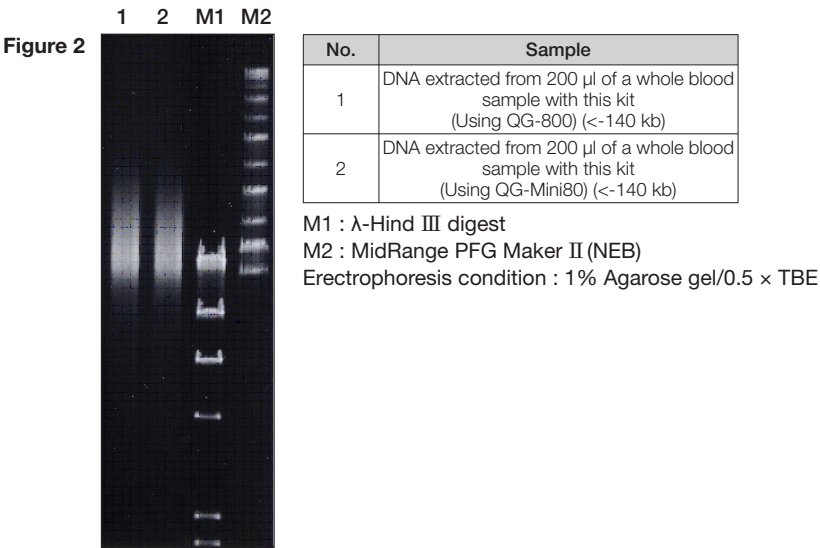 1 2 M1 M2
Figure 2
No. Sample
1 DNA extracted from 200 μl of a whole blood
sample with this kit
(Using QG-800) (<-140 kb)
2 DNA extracted from 200 μl of a whole blood
sample with this kit
(Using QG-Mini80) (<-140 kb)
M1 : λ-Hind Ⅲ digest
M2 : MidRange PFG Maker Ⅱ (NEB)
Erectrophoresis condition : 1% Agarose gel/0.5 × TBE